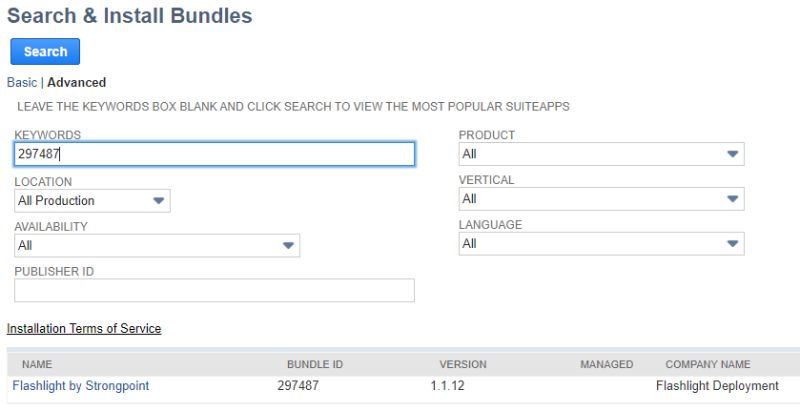 Search & Install Bundles
Search
Basic | Advanced
LEAVE THE KEYWORDS BOX BLANK AND CLICK SEARCH TO VIEW THE MOST POPULAR SUITEAPPS
KEYWORDS
297487
LOCATION
All Production
AVAILABILITY
All
PUBLISHER ID
PRODUCT
All
VERTICAL
All
LANGUAGE
All
Installation Terms of Service
NAME BUNDLE ID VERSION MANAGED COMPANY NAME
Flashlight by Strongpoint 297487 1.1.12 Flashlight Deployment